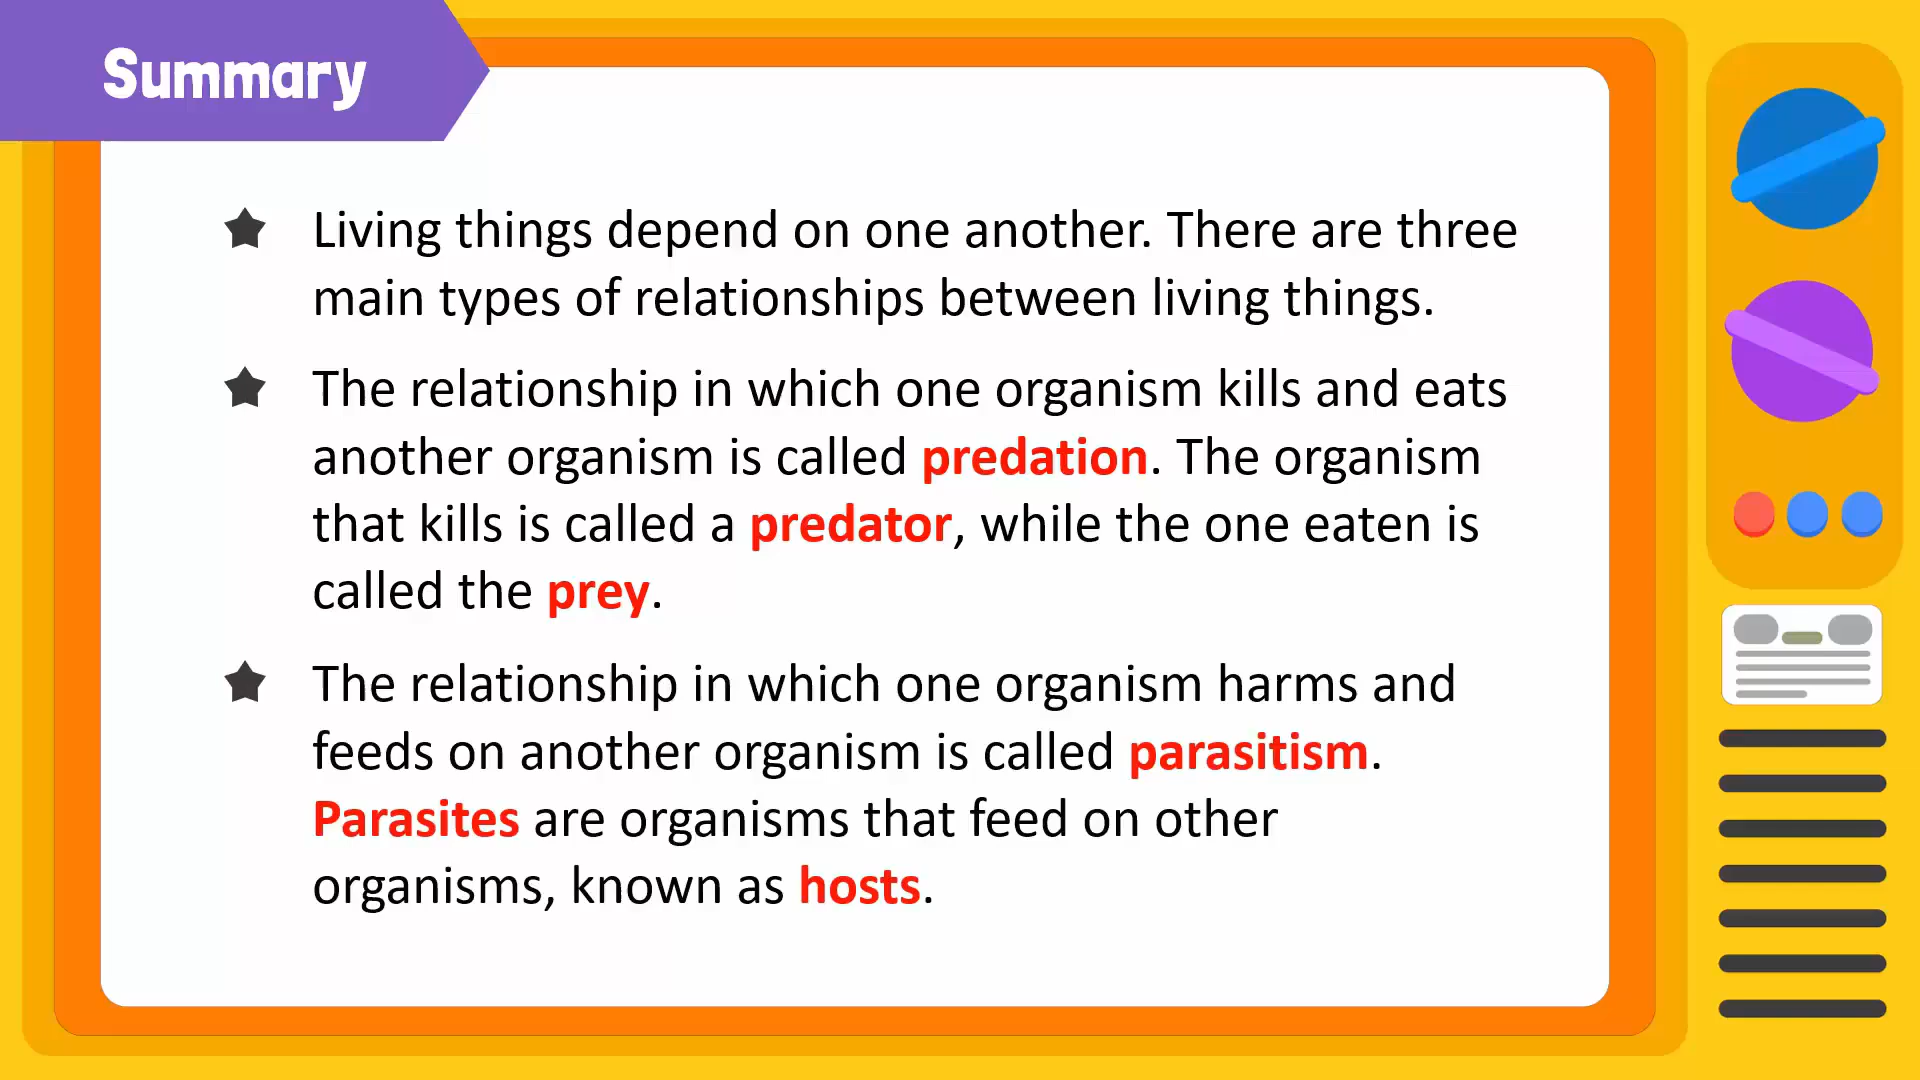 Summary
Living things depend on one another. There are three
main types of relationships between living things.
The relationship in which one organism kills and eats
another organism is called predation. The organism
that kills is called a predator, while the one eaten is
called the prey.
The relationship in which one organism harms and
feeds on another organism is called parasitism.
Parasites are organisms that feed on other
organisms, known as hosts.